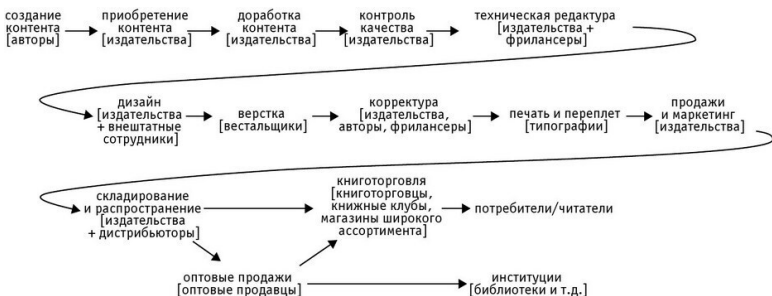 создание
контента
[авторы]
приобретение
контента
[издательства]
доработка
контента
[издательства]
контроль
качества
[издательства]
техническая редактура
[издательства +
фрилансеры]
дизайн
[издательства
+ внештатные
сотрудники]
верстка
[вестальщики]
корректура
[издательства,
авторы, фрилансеры]
печать и переплет
[типографии]
продажи
и маркетинг
[издательства]
складирование
и распространение
[издательства
+ дистрибьюторы]
книготорговля
[книготорговцы,
книжные клубы,
магазины широкого
ассортимента]
потребители/читатели
оптовые продажи
[оптовые продавцы]
институции
[библиотеки и т.д.]